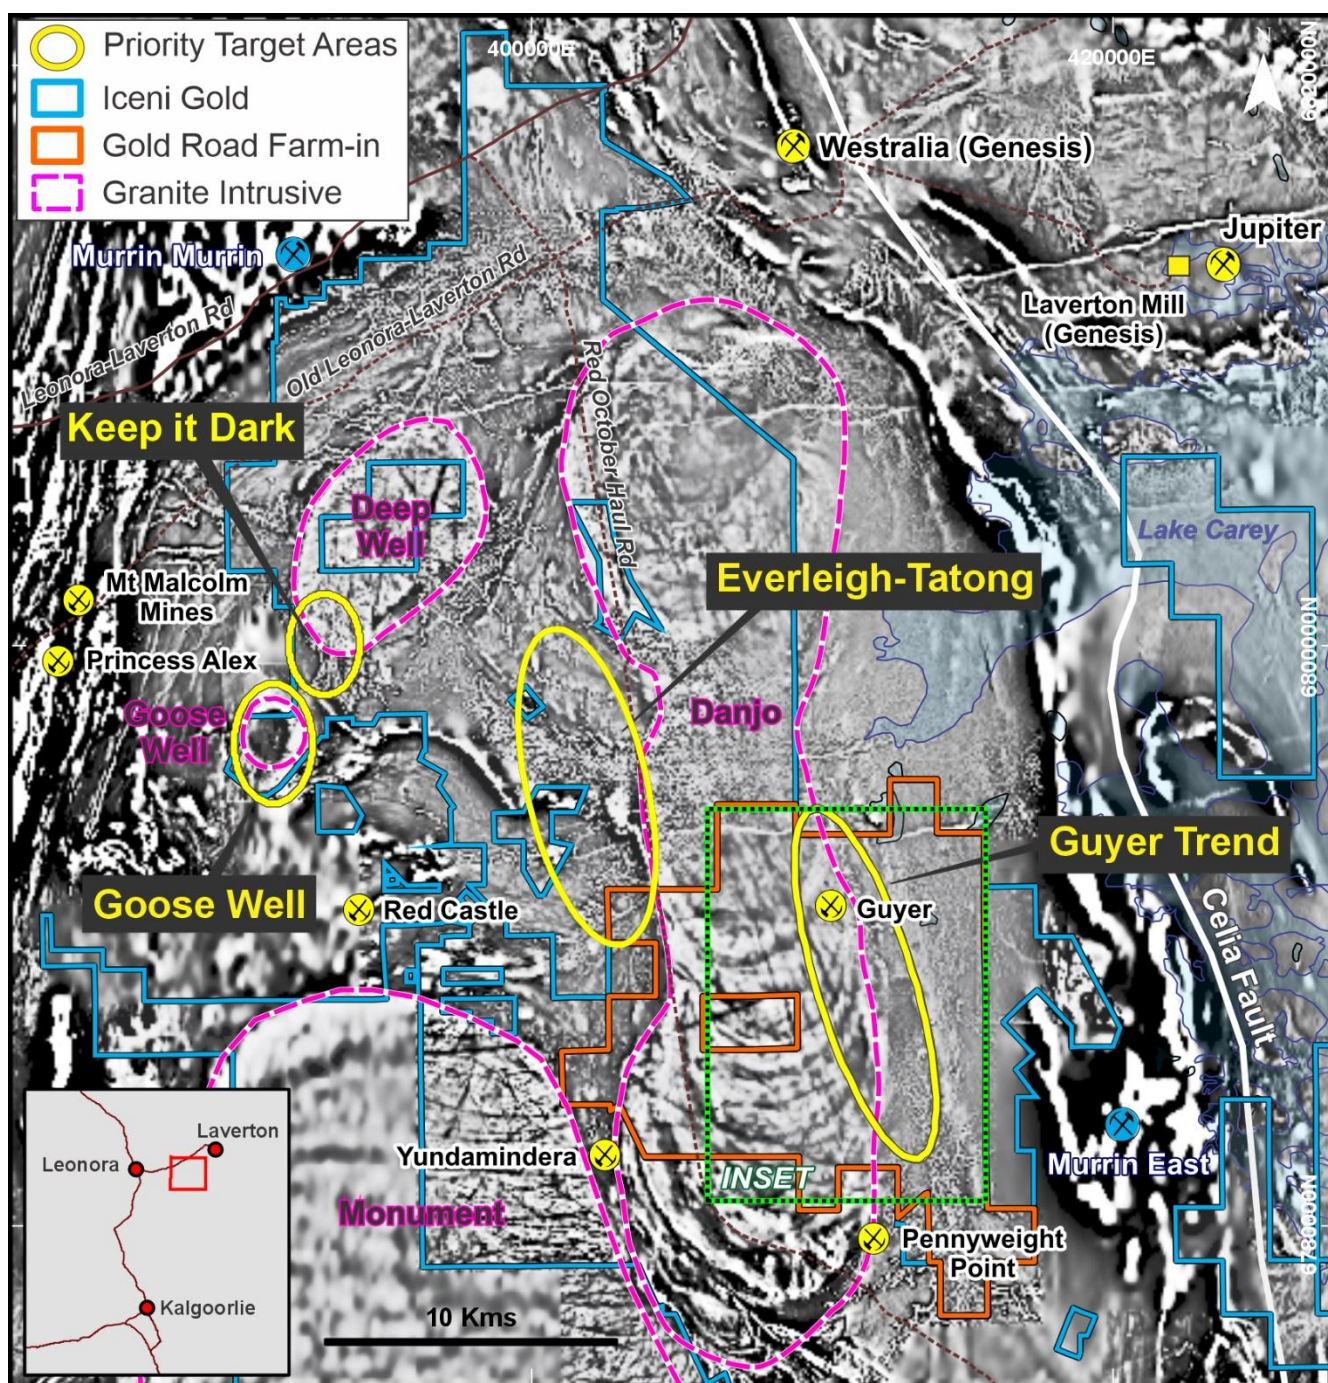 Priority Target Areas
Iceni Gold
Gold Road Farm-in
Granite Intrusive
400000E
420000E
N
6820000N
Westralia (Genesis)
Jupiter
Murrin Murrin
Laverton Mill
(Genesis)
Leonora-Laverton Rd
Old Leonora-Laverton Rd
Red October Haul Rd
Keep it Dark
Deep
Well
Lake Carey
Everleigh-Tatong
Mt Malcolm
Mines
Princess Alex
6800000N
Goose
Well
Danjo
Guyer Trend
Goose Well
Red Castle
Guyer
Celia Fault
Laverton
Leonora
Kalgoorlie
Yundamindera
INSET
Murrin East
Monument
Pennyweight
Point
6780000N
10 Kms